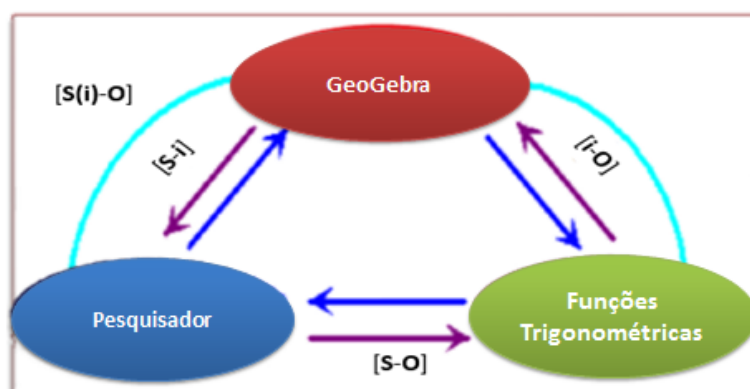 GeoGebra
[S(i)-O]
[S-i]
[i-O]
Pesquisador
Funções
Trigonométricas
[S-O]